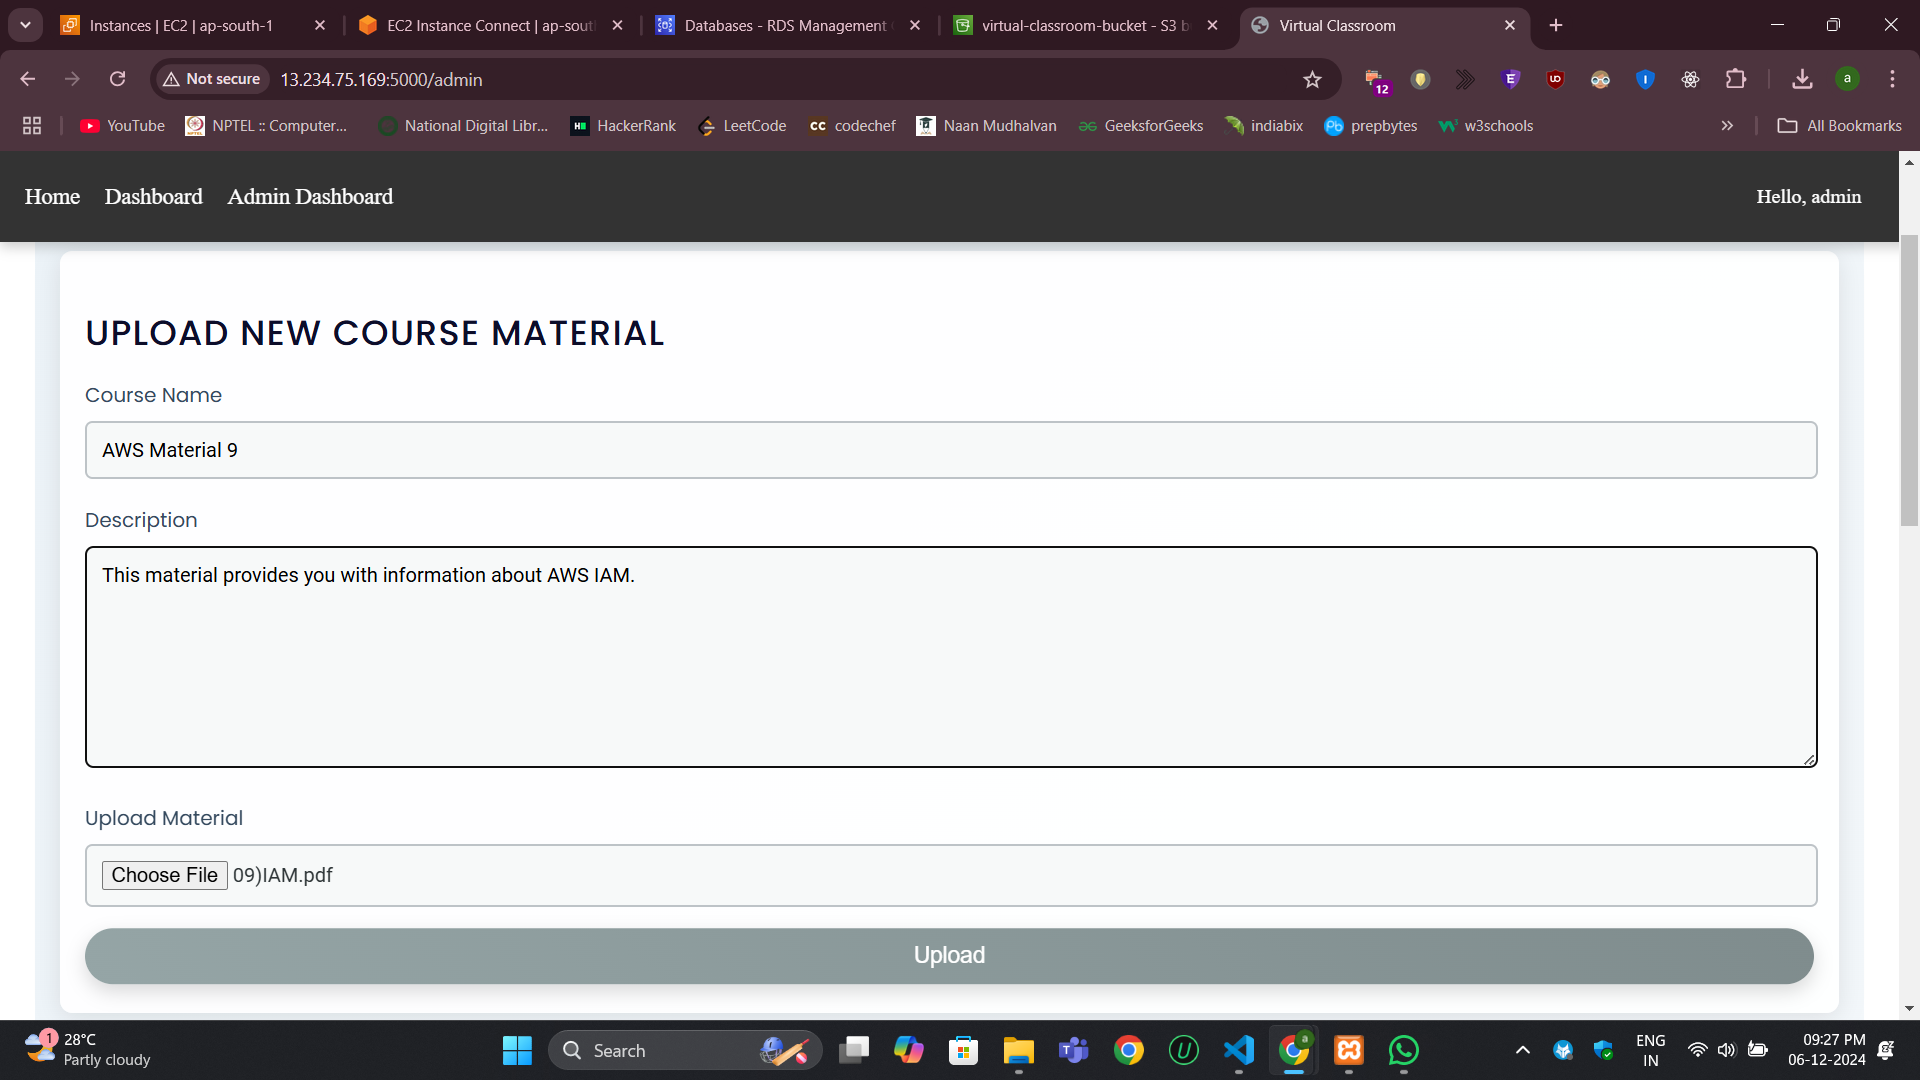 Instances | EC2 | ap-south-1
EC2 Instance Connect | ap-sout
Databases - RDS Management
virtual-classroom-bucket - S3 b
Virtual Classroom
Not secure
13.234.75.169:5000/admin
12
a
YouTube
NPTEL :: Computer...
National Digital Libr...
HackerRank
LeetCode
codechef
Naan Mudhalvan
GeeksforGeeks
indiabix
prepbytes
w3schools
All Bookmarks
Home
Dashboard
Admin Dashboard
Hello, admin
UPLOAD NEW COURSE MATERIAL
Course Name
AWS Material 9
Description
This material provides you with information about AWS IAM.
Upload Material
Choose File 09)IAM.pdf
Upload
1
28°C
Partly cloudy
Search
ENG
IN
09:27 PM
06-12-2024